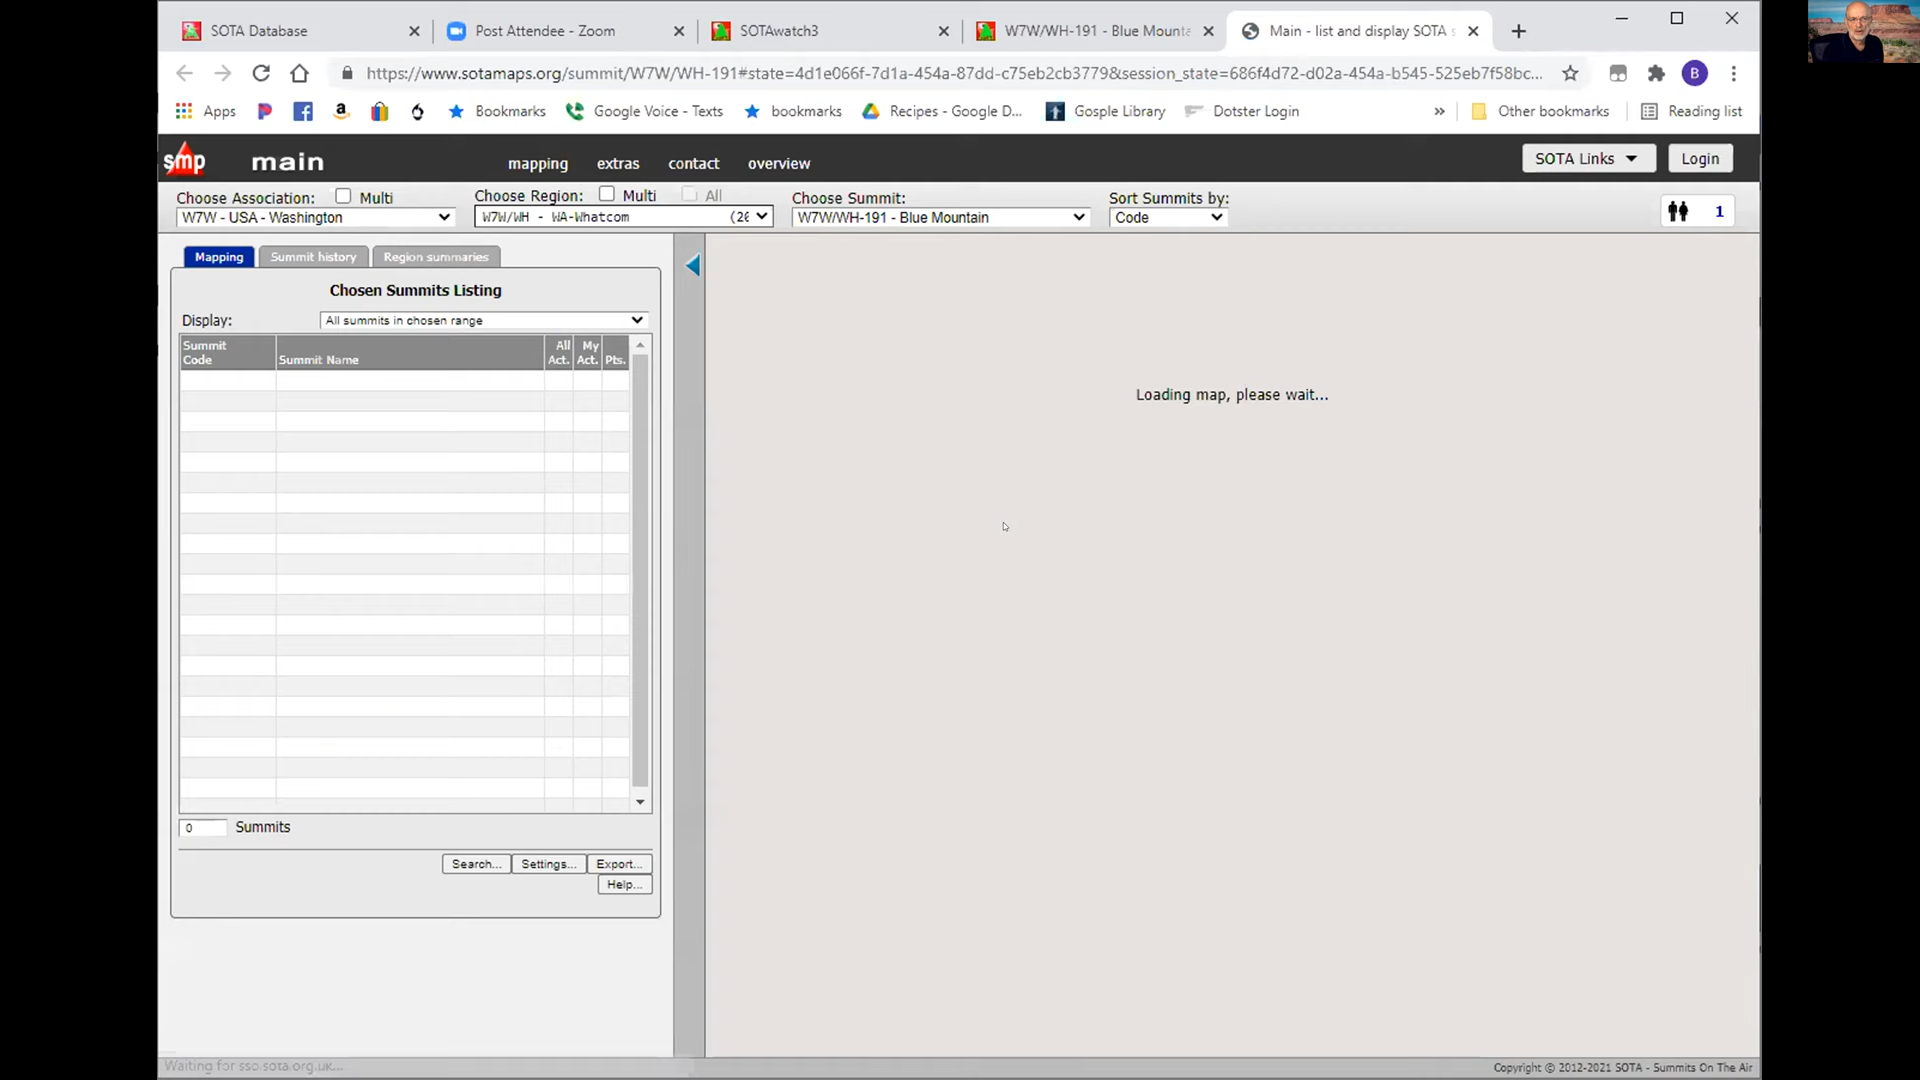 SOTA Database
Post Attendee - Zoom
SOTAwatch3
W7W/WH-191 - Blue Mounta
Main - list and display SOTA s
https://www.sotamaps.org/summit/W7W/WH-191#state=4d1e066f-7d1a-454a-87dd-c75eb2cb3779&session_state=686f4d72-d02a-454a-b545-525eb7f58bc...
B
Apps
Bookmarks
Google Voice - Texts
bookmarks
Recipes - Google D...
Gosple Library
Dotster Login
»
Other bookmarks
Reading list
smp
main
mapping
extras
contact
overview
SOTA Links
Login
Choose Association:
Multi
Choose Region:
Multi
All
Choose Summit:
Sort Summits by:
W7W - USA - Washington
W7W/WH - WA-Whatcom (20
W7W/WH-191 - Blue Mountain
Code
1
Mapping
Summit history
Region summaries
Chosen Summits Listing
Display:
All summits in chosen range
Summit Code
Summit Name
All Act.
My Act.
Pts.
Loading map, please wait...
0
Summits
Search...
Settings...
Export...
Help...
Waiting for sso.sota.org.uk...
Copyright © 2012-2021 SOTA - Summits On The Air